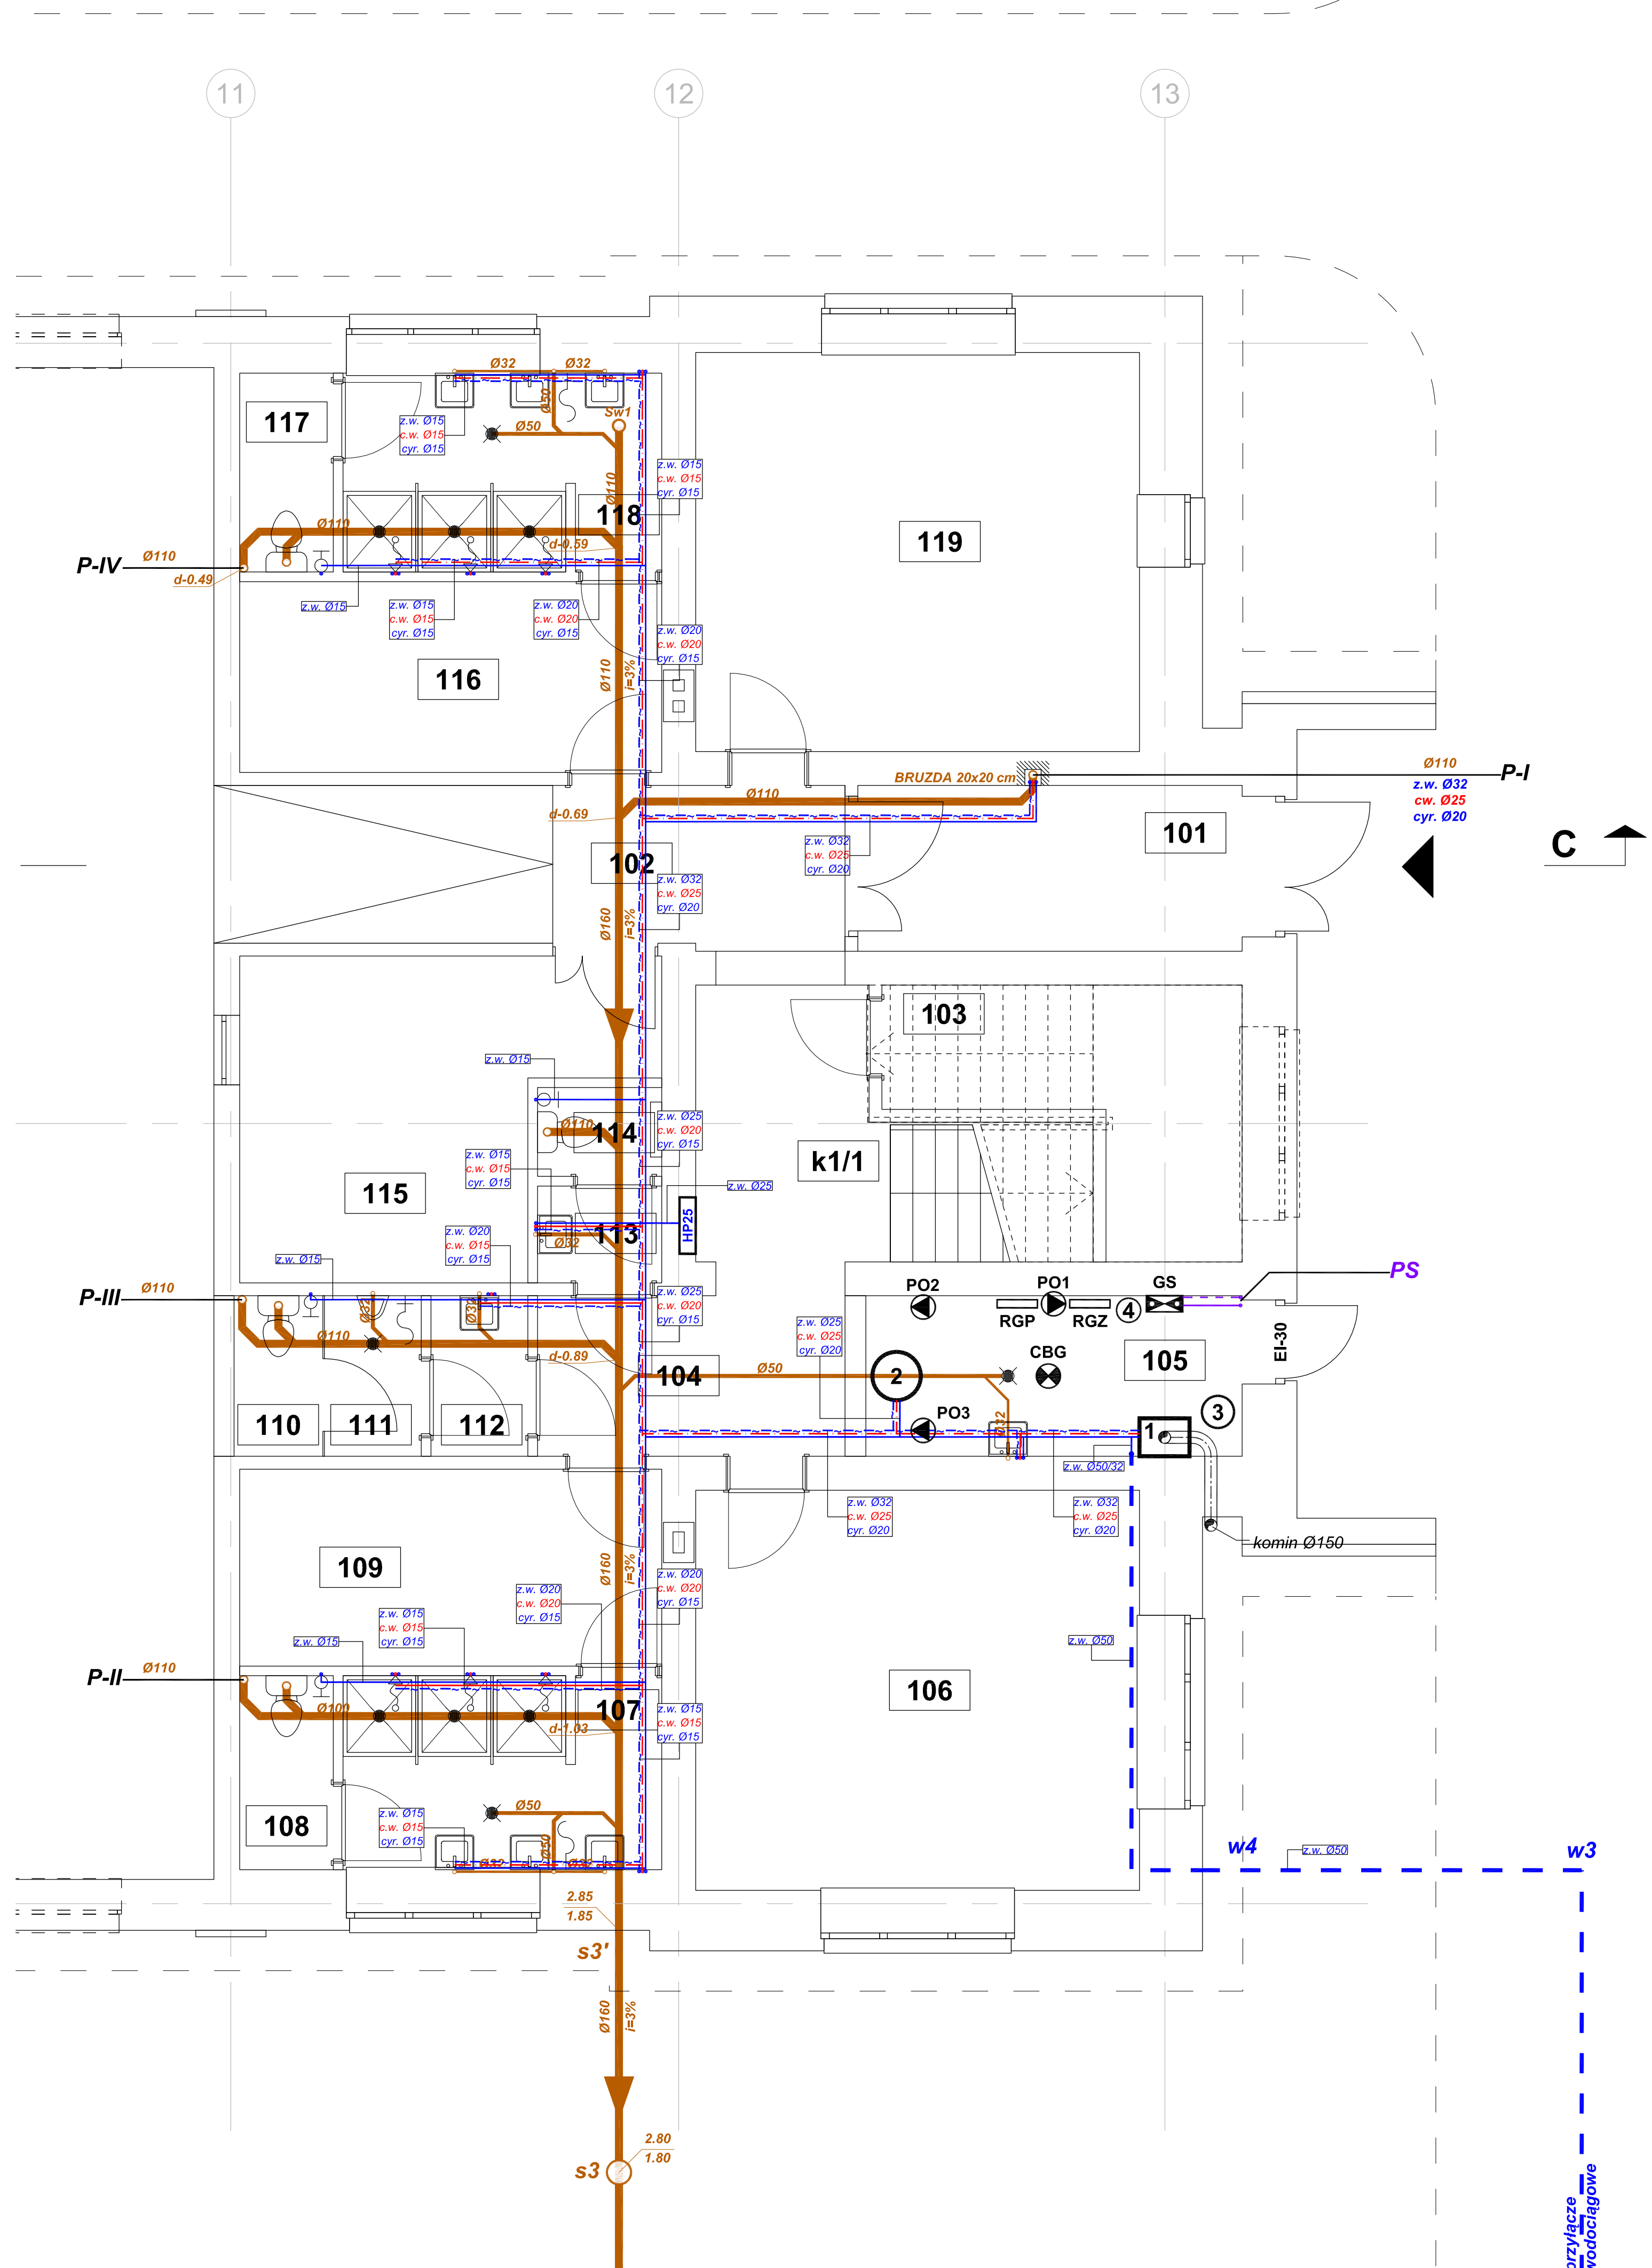 11
12
13
Ø32
Ø32
117
z.w. Ø15
c.w. Ø15
cyr. Ø15
Ø50
Ø50
Sw1
z.w. Ø15
c.w. Ø15
cyr. Ø15
Ø110
118
119
Ø110
d-0.59
P-IV
Ø110
d-0.49
z.w. Ø15
z.w. Ø15
c.w. Ø15
cyr. Ø15
z.w. Ø20
c.w. Ø20
cyr. Ø15
z.w. Ø20
c.w. Ø20
cyr. Ø15
116
Ø110
i=3%
BRUZDA 20x20 cm
Ø110
P-I
z.w. Ø32
cw. Ø25
cyr. Ø20
Ø110
d-0.69
101
C
102
z.w. Ø32
c.w. Ø25
cyr. Ø20
z.w. Ø32
c.w. Ø25
cyr. Ø20
Ø160
i=3%
103
z.w. Ø15
Ø110
114
z.w. Ø25
c.w. Ø20
cyr. Ø15
k1/1
z.w. Ø15
c.w. Ø15
cyr. Ø15
115
z.w. Ø25
HP25
113
Ø32
z.w. Ø20
c.w. Ø15
cyr. Ø15
z.w. Ø15
P-III
Ø110
Ø32
Ø32
Ø110
z.w. Ø25
c.w. Ø20
cyr. Ø15
d-0.89
PO2
PO1
GS
PS
RGP
RGZ
4
EI-30
z.w. Ø25
c.w. Ø25
cyr. Ø20
CBG
105
104
Ø50
2
110
111
112
PO3
Ø32
3
1
z.w. Ø50/32
z.w. Ø32
c.w. Ø25
cyr. Ø20
z.w. Ø32
c.w. Ø25
cyr. Ø20
komin Ø150
109
Ø160
i=3%
z.w. Ø20
c.w. Ø20
cyr. Ø15
z.w. Ø20
c.w. Ø20
cyr. Ø15
z.w. Ø15
c.w. Ø15
cyr. Ø15
z.w. Ø15
z.w. Ø50
P-II
Ø110
106
Ø100
107
d-1.03
z.w. Ø15
c.w. Ø15
cyr. Ø15
108
Ø50
Ø50
z.w. Ø15
c.w. Ø15
cyr. Ø15
Ø32
Ø32
w4
z.w. Ø50
w3
2.85
1.85
s3'
Ø160
i=3%
2.80
1.80
s3
przyłącze
wodociągowe